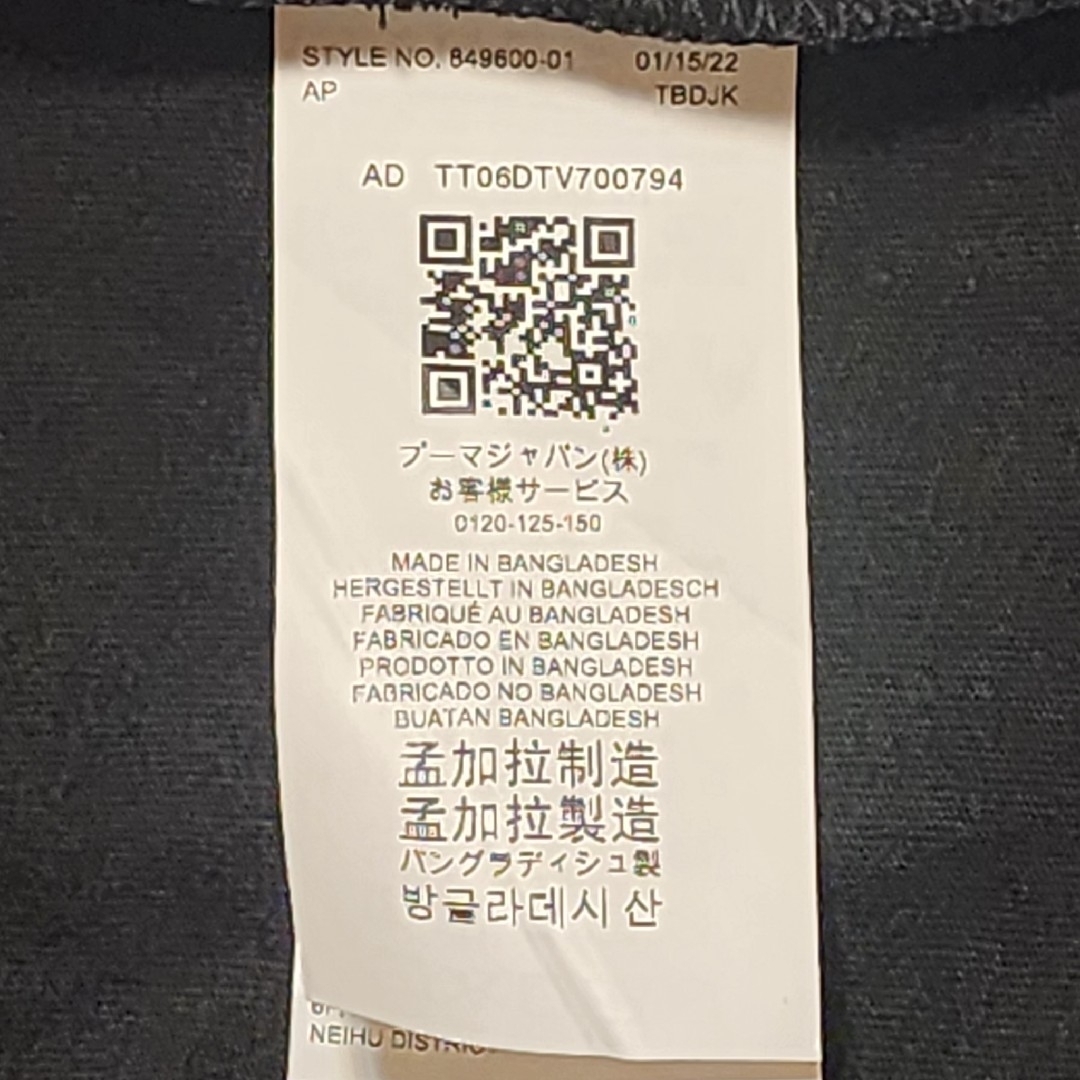 STYLE NO. 849600-01 01/15/22
AP TBDJK
AD TT06DTV700794
プーマジャパン(株)
お客様サービス
0120-125-150
MADE IN BANGLADESH
HERGESTELLT IN BANGLADESCH
FABRIQUÉ AU BANGLADESH
FABRICADO EN BANGLADESH
PRODOTTO IN BANGLADESH
FABRICADO NO BANGLADESH
BUATAN BANGLADESH
孟加拉制造
孟加拉製造
バングラディシュ製
방글라데시 산
NEIHU